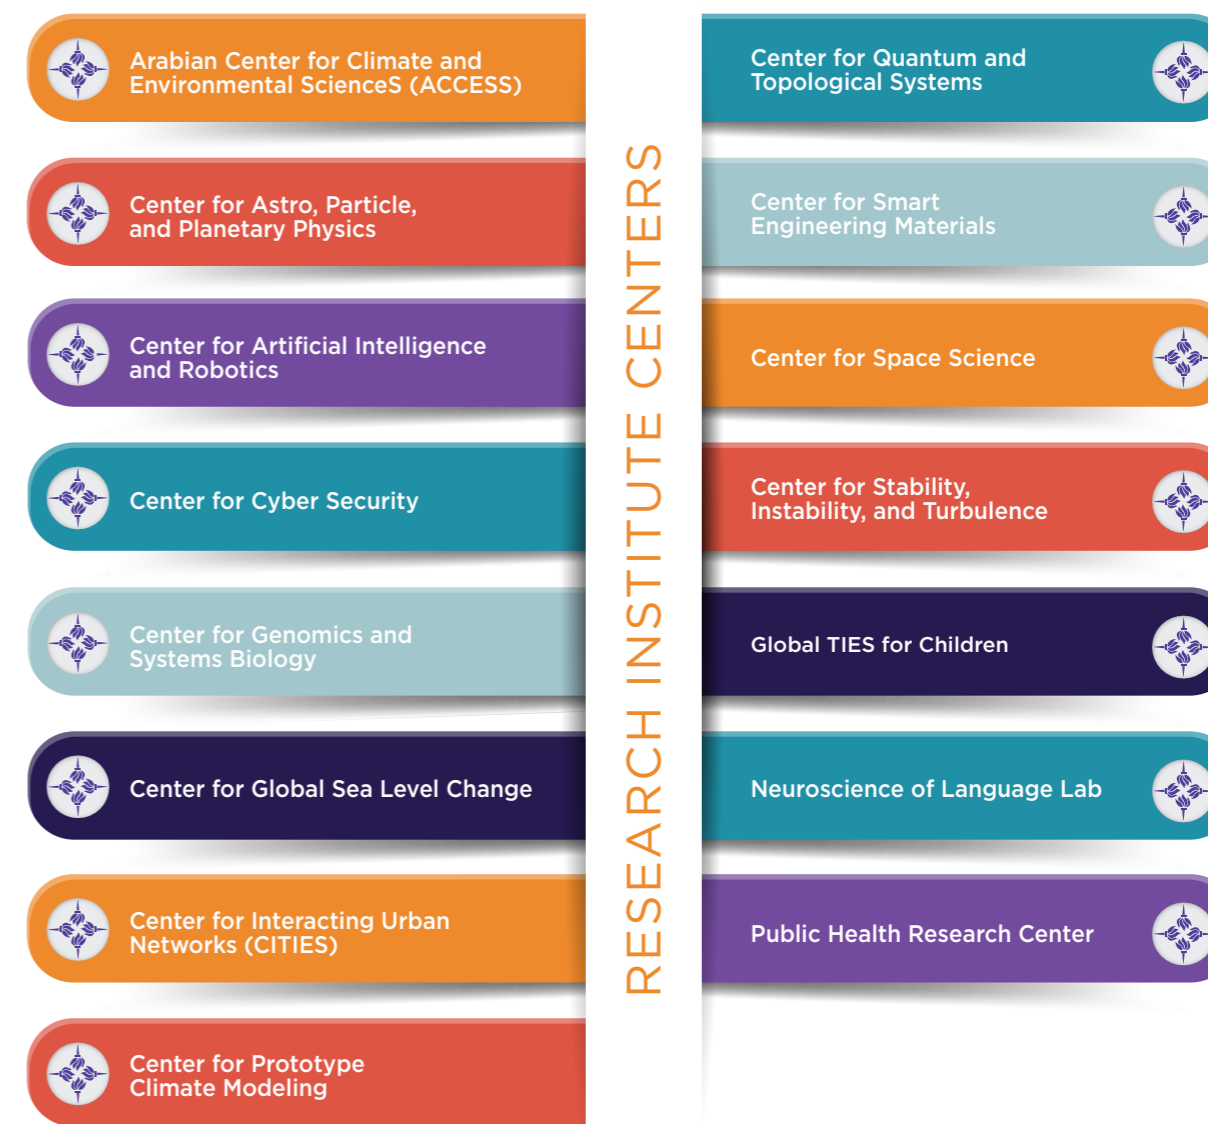 Arabian Center for Climate and
Environmental ScienceS (ACCESS)
Center for Astro, Particle,
and Planetary Physics
Center for Artificial Intelligence
and Robotics
Center for Cyber Security
Center for Genomics and
Systems Biology
Center for Global Sea Level Change
Center for Interacting Urban
Networks (CITIES)
Center for Prototype
Climate Modeling
RESEARCH INSTITUTE CENTERS
Center for Quantum and
Topological Systems
Center for Smart
Engineering Materials
Center for Space Science
Center for Stability,
Instability, and Turbulence
Global TIES for Children
Neuroscience of Language Lab
Public Health Research Center